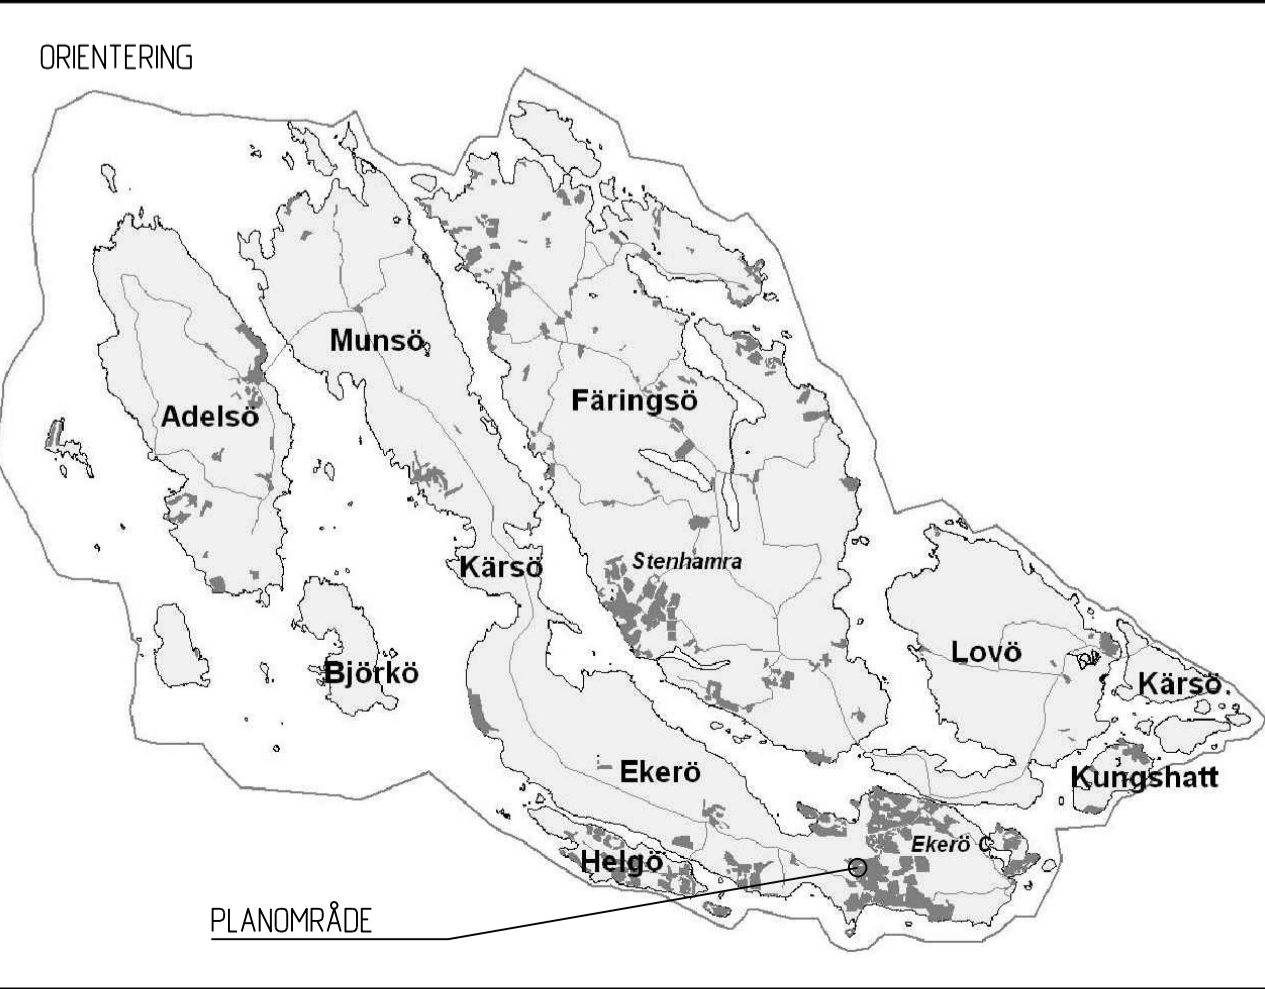 ORIENTERING
Munsö
Färingsö
Adelsö
Stenhamra
Kärsö
Lovö
Björkö
Kärsö
Ekerö
Kungshatt
Ekerö C
Helgö
PLANOMRÅDE